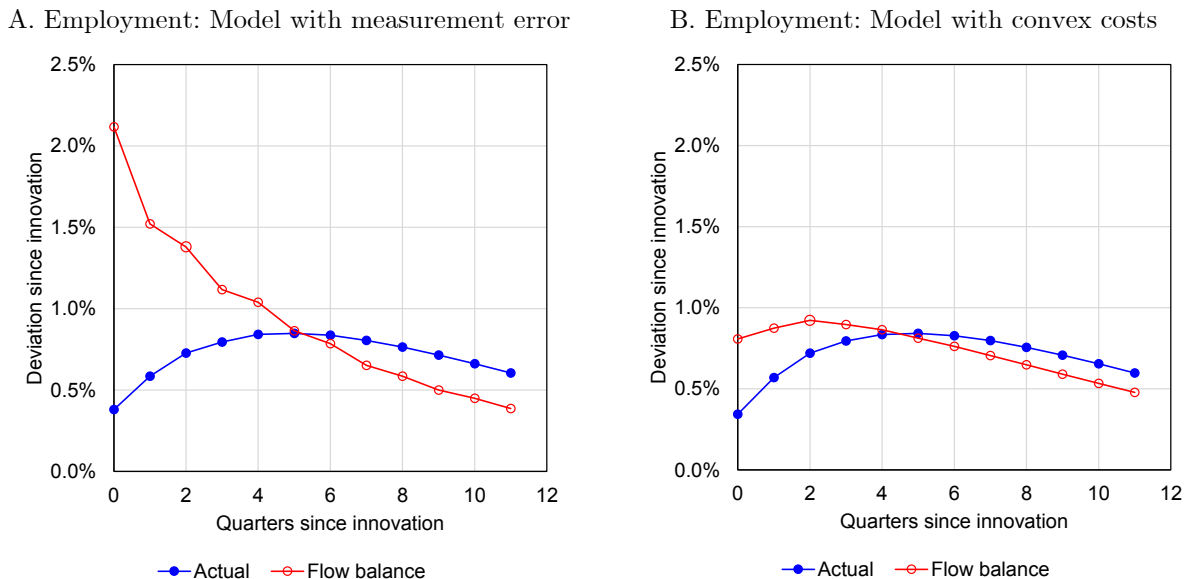 A. Employment: Model with measurement error
2.5%
2.0%
1.5%
1.0%
0.5%
0.0%
Deviation since innovation
0 2 4 6 8 10 12
Quarters since innovation
Actual Flow balance
B. Employment: Model with convex costs
2.5%
2.0%
1.5%
1.0%
0.5%
0.0%
Deviation since innovation
0 2 4 6 8 10 12
Quarters since innovation
Actual Flow balance